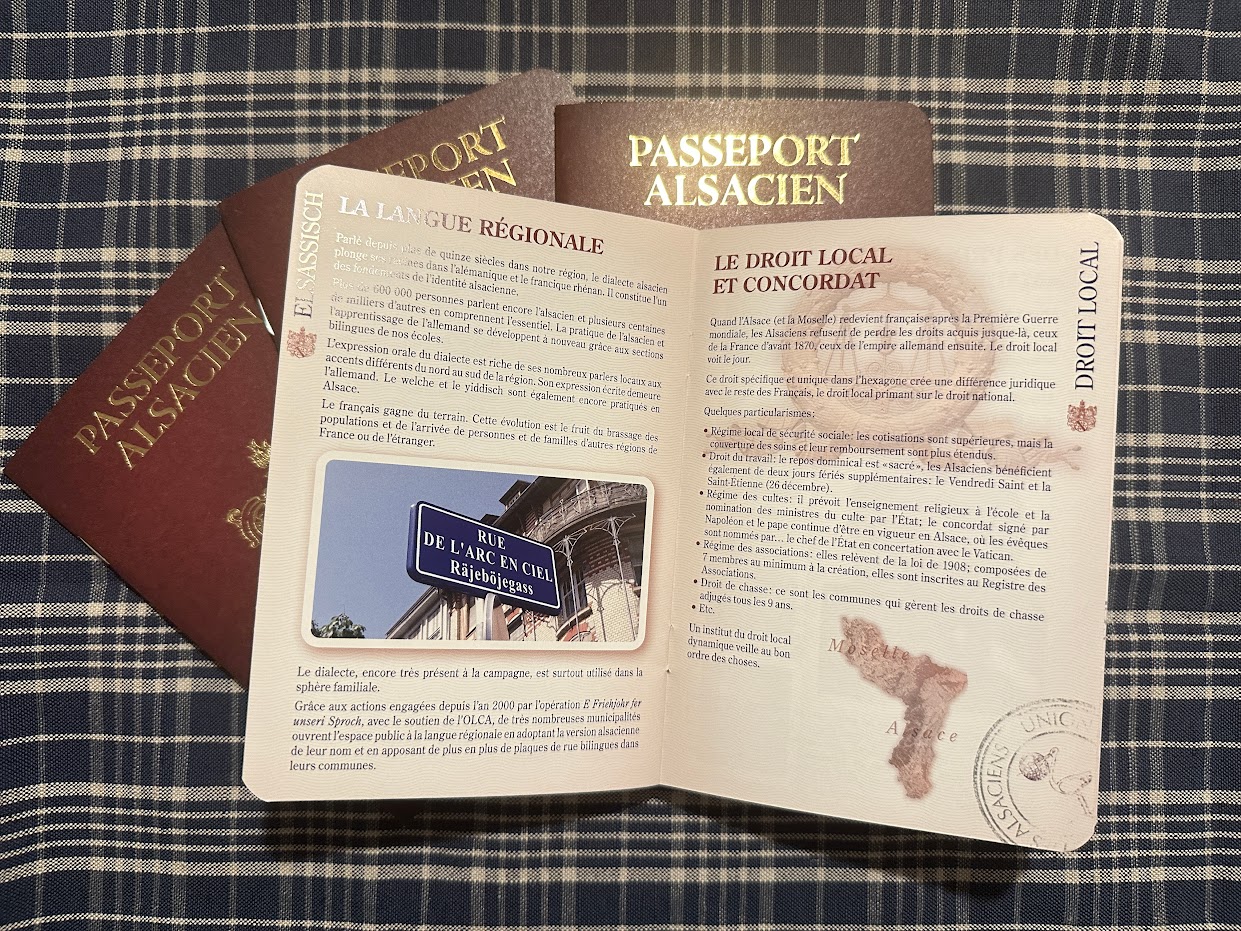 PASSEPORT
ALSACIEN
PASSEPORT
ALSACIEN
ELSASSISCH
LA LANGUE RÉGIONALE
Parlé depuis plus de quinze siècles dans notre région, le dialecte alsacien
plonge ses racines dans l'alémanique et le francique rhénan. Il constitue l'un
des fondements de l'identité alsacienne.
Plus de 600 000 personnes parlent encore l'alsacien et plusieurs centaines
de milliers d'autres en comprennent l'essentiel. La pratique de l'alsacien et
l'apprentissage de l'allemand se développent à nouveau grâce aux sections
bilingues de nos écoles.
L'expression orale du dialecte est riche de ses nombreux parlers locaux aux
accents différents du nord au sud de la région. Son expression écrite demeure
l'allemand. Le welche et le yiddisch sont également encore pratiqués en
Alsace.
Le français gagne du terrain. Cette évolution est le fruit du brassage des
populations et de l'arrivée de personnes et de familles d'autres régions de
France ou de l'étranger.
RUE
DE L'ARC EN CIEL
Räjeböjegass
Le dialecte, encore très présent à la campagne, est surtout utilisé dans la
sphère familiale.
Grâce aux actions engagées depuis l'an 2000 par l'opération E Friehjohr fer
unseri Sproch, avec le soutien de l'OLCA, de très nombreuses municipalités
ouvrent l'espace public à la langue régionale en adoptant la version alsacienne
de leur nom et en apposant de plus en plus de plaques de rue bilingues dans
leurs communes.
LE DROIT LOCAL
ET CONCORDAT
Quand l'Alsace (et la Moselle) redevient française après la Première Guerre
mondiale, les Alsaciens refusent de perdre les droits acquis jusque-là, ceux
de la France d'avant 1870, ceux de l'empire allemand ensuite. Le droit local
voit le jour.
Ce droit spécifique et unique dans l'hexagone crée une différence juridique
avec le reste des Français, le droit local primant sur le droit national.
Quelques particularismes:
• Régime local de sécurité sociale: les cotisations sont supérieures, mais la
couverture des soins et leur remboursement sont plus étendus.
• Droit du travail: le repos dominical est «sacré», les Alsaciens bénéficient
également de deux jours fériés supplémentaires: le Vendredi Saint et la
Saint-Etienne (26 décembre).
• Régime des cultes: il prévoit l'enseignement religieux à l'école et la
nomination des ministres du culte par l'État; le concordat signé par
Napoléon et le pape continue d'être en vigueur en Alsace, où les évêques
sont nommés par... le chef de l'État en concertation avec le Vatican.
• Régime des associations: elles relèvent de la loi de 1908; composées de
7 membres au minimum à la création, elles sont inscrites au Registre des
Associations.
• Droit de chasse: ce sont les communes qui gèrent les droits de chasse
adjugés tous les 9 ans.
• Etc.
Un institut du droit local
dynamique veille au bon
ordre des choses.
Moselle
Alsace
DROIT LOCAL
ALSACIENS UNIQ
PASSEPORT
ALSACIEN